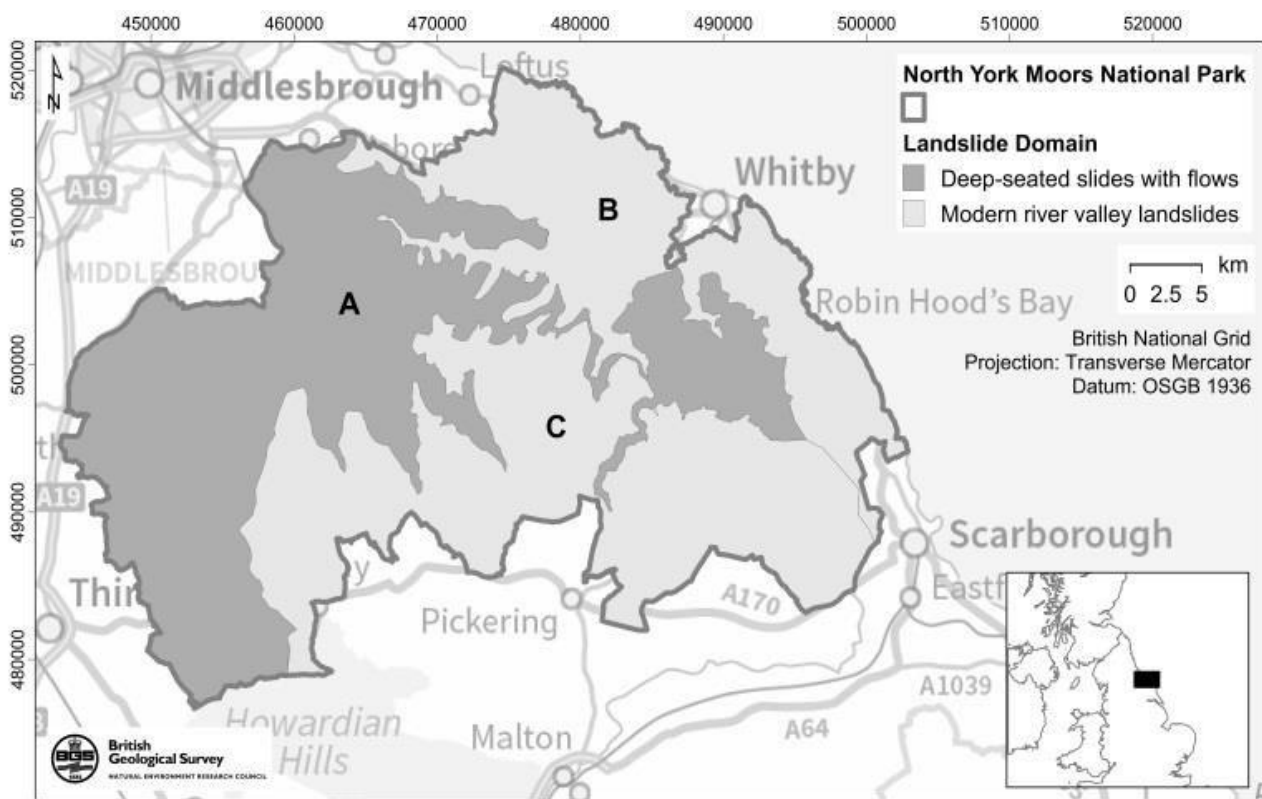 450000 460000 470000 480000 490000 500000 510000 520000
520000
510000
500000
490000
480000
North York Moors National Park
Landslide Domain
Deep-seated slides with flows
Modern river valley landslides
km
0 2.5 5
British National Grid
Projection: Transverse Mercator
Datum: OSGB 1936
N
Loftus
Middlesbrough
Whitby
A19
B
MIDDLESBROU
A
Robin Hood's Bay
C
th
A19
Scarborough
Thir
y
Eastf
Pickering
A170
A1039
Howardian
Hills
Malton
A64
BGS
British
Geological Survey
NATURAL ENVIRONMENT RESEARCH COUNCIL